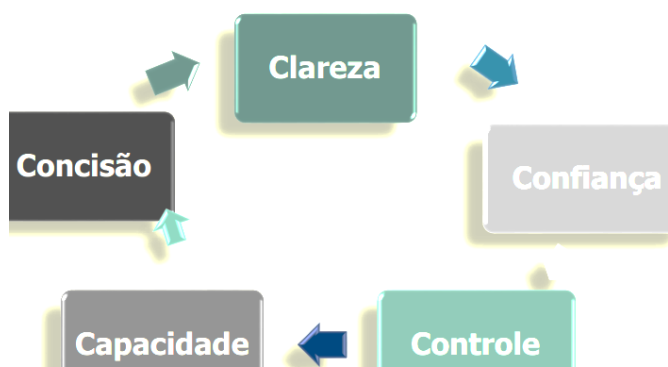 Clareza
Concisão
Confiança
Capacidade
Controle